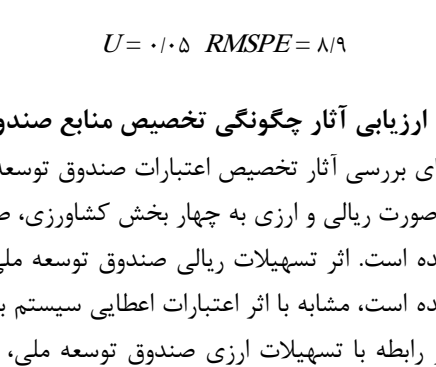 U = ۰/۰۵ RMSPE = ۸/۹
ارزیابی آثار چگونگی تخصیص منابع
بررسی آثار تخصیص اعتبارات صندوق توسعه
صورت ریالی و ارزی به چهار بخش کشاورزی،
است. اثر تسهیلات ریالی صندوق توسعه
است، مشابه با اثر اعتبارات اعطایی سیستم
رابطه با تسهیلات ارزی صندوق توسعه ملی،